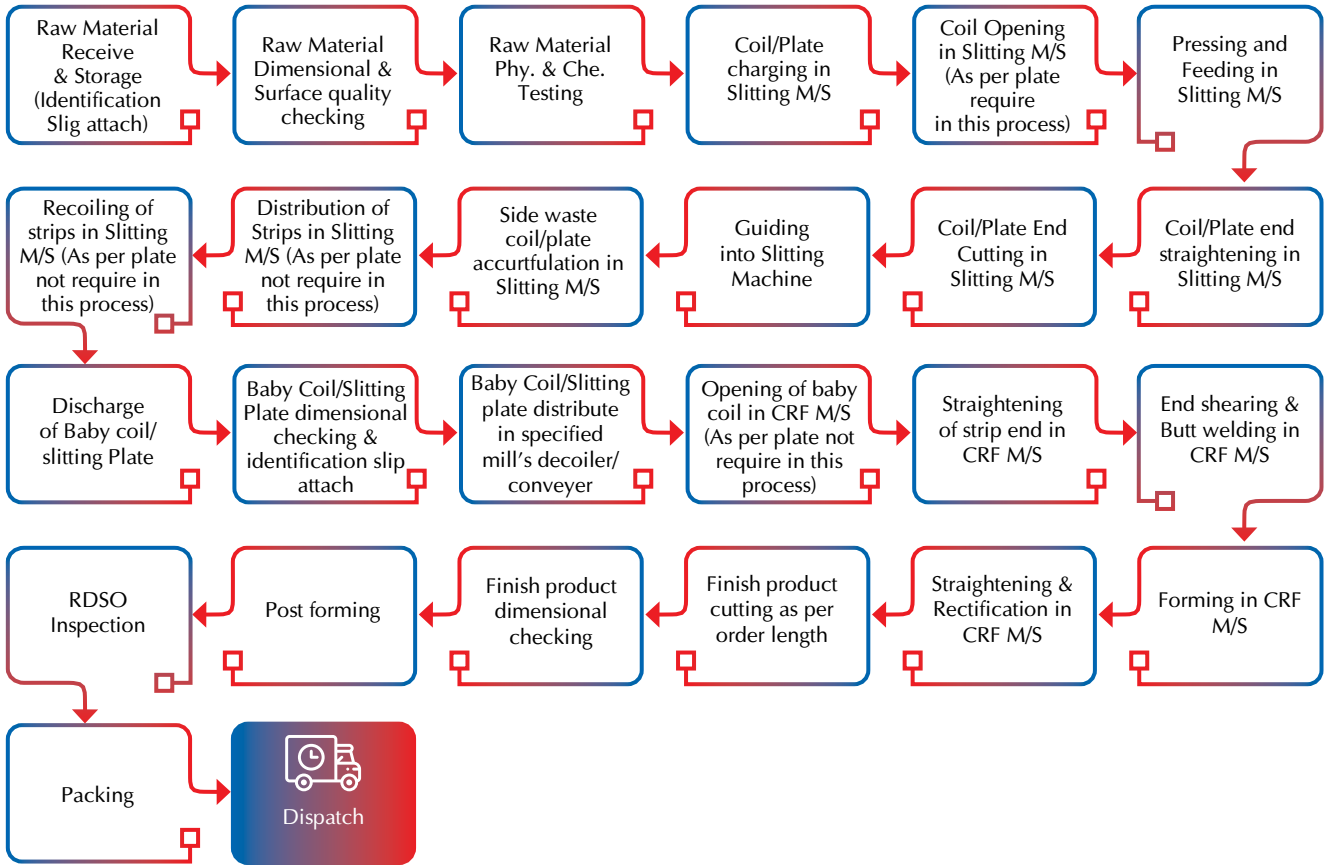 Raw Material
Receive
& Storage
(Identification
Slig attach)
Raw Material
Dimensional &
Surface quality
checking
Raw Material
Phy. & Che.
Testing
Coil/Plate
charging in
Slitting M/S
Coil Opening
in Slitting M/S
(As per plate
require
in this process)
Pressing and
Feeding in
Slitting M/S
Coil/Plate end
straightening in
Slitting M/S
Coil/Plate End
Cutting in
Slitting M/S
Guiding
into Slitting
Machine
Side waste
coil/plate
accurtfulation in
Slitting M/S
Distribution of
Strips in Slitting
M/S (As per plate
not require in
this process)
Recoiling of
strips in Slitting
M/S (As per plate
not require in
this process)
Discharge
of Baby coil/
slitting Plate
Baby Coil/Slitting
Plate dimensional
checking &
identification slip
attach
Baby Coil/Slitting
plate distribute
in specified
mill's decoiler/
conveyer
Opening of baby
coil in CRF M/S
(As per plate not
require in this
process)
Straightening
of strip end in
CRF M/S
End shearing &
Butt welding in
CRF M/S
Forming in CRF
M/S
Straightening &
Rectification in
CRF M/S
Finish product
cutting as per
order length
Finish product
dimensional
checking
Post forming
RDSO
Inspection
Packing
Dispatch